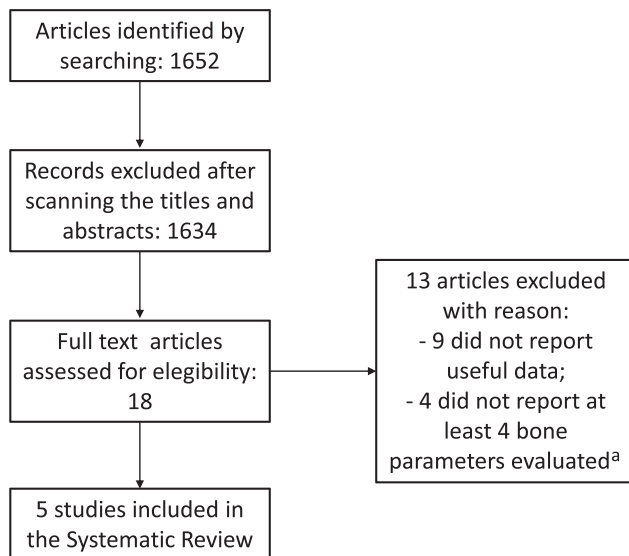 Articles identified by
searching: 1652
Records excluded after
scanning the titles and
abstracts: 1634
Full text articles
assessed for elegibility:
18
13 articles excluded
with reason:
- 9 did not report
useful data;
- 4 did not report at
least 4 bone
parameters evaluatedᵃ
5 studies included in
the Systematic Review